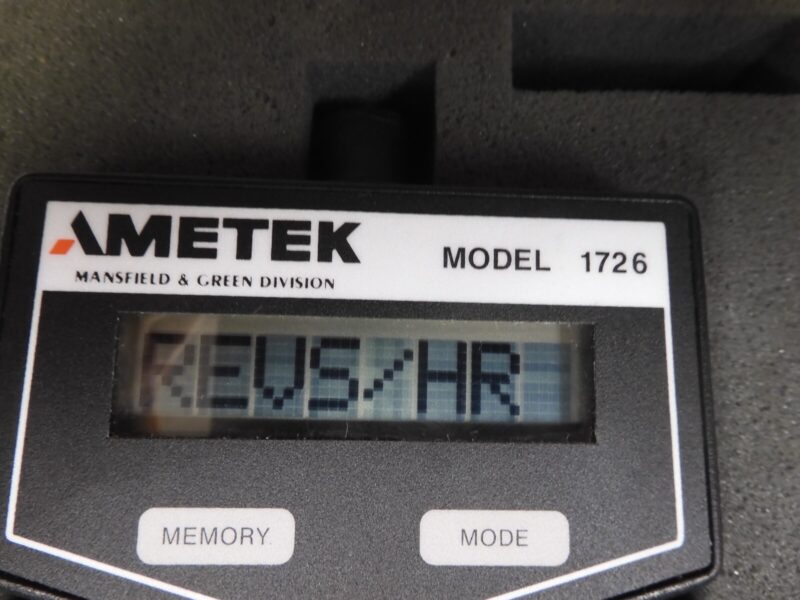 AMETEK
MODEL 1726
MANSFIELD & GREEN DIVISION
REVS/HR
MEMORY
MODE